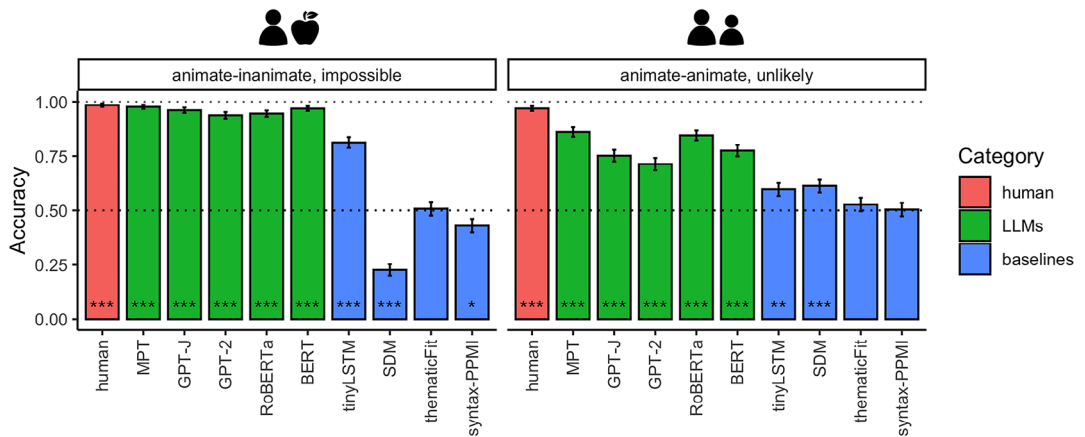 animate-inanimate, impossible
animate-animate, unlikely
Accuracy
1.00
0.75
0.50
0.25
0.00
*** *** *** *** *** *** *** *** *
*** *** *** *** *** *** ** ***
human MPT GPT-J GPT-2 RoBERTa BERT tinyLSTM SDM thematicFit syntax-PPMI
human MPT GPT-J GPT-2 RoBERTa BERT tinyLSTM SDM thematicFit syntax-PPMI
Category
human
LLMs
baselines